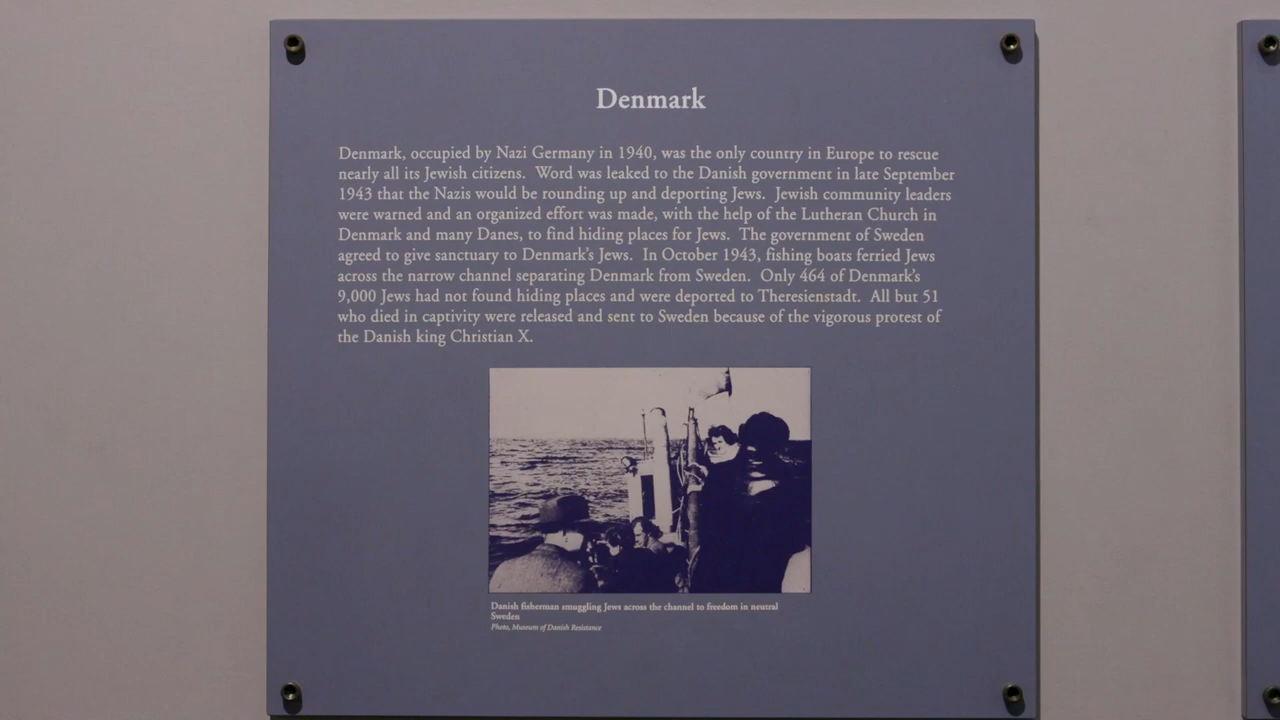 Denmark
Denmark, occupied by Nazi Germany in 1940, was the only country in Europe to rescue
nearly all its Jewish citizens.  Word was leaked to the Danish government in late September
1943 that the Nazis would be rounding up and deporting Jews.  Jewish community leaders
were warned and an organized effort was made, with the help of the Lutheran Church in
Denmark and many Danes, to find hiding places for Jews.  The government of Sweden
agreed to give sanctuary to Denmark's Jews.  In October 1943, fishing boats ferried Jews
across the narrow channel separating Denmark from Sweden.  Only 464 of Denmark's
9,000 Jews had not found hiding places and were deported to Theresienstadt.  All but 51
who died in captivity were released and sent to Sweden because of the vigorous protest of
the Danish king Christian X.
Danish fisherman smuggling Jews across the channel to freedom in neutral
Sweden
Photo, Museum of Danish Resistance